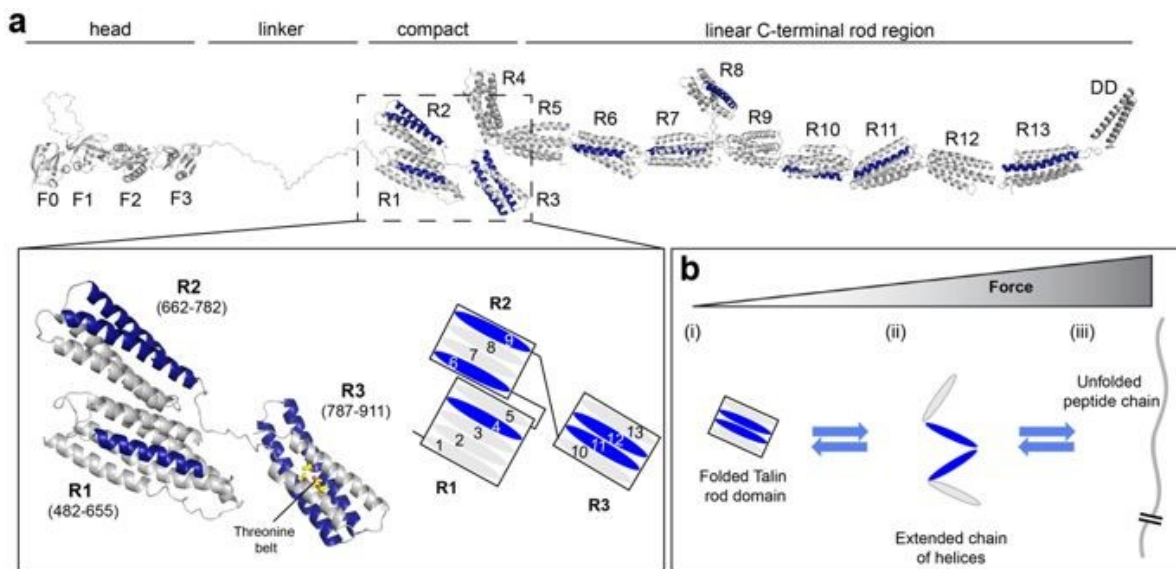 a
head linker compact linear C-terminal rod region
R4 R8 DD
R2 R5 R6 R7 R9 R10 R11 R12 R13
F0 F1 F2 F3 R1 R3
R2
(662-782)
R3
(787-911)
R1
(482-655)
Threonine
belt
R2
9
8
7
6
5
4
3
2
1
R1
13
12
11
10
R3
b
Force
(i) (ii) (iii)
Folded Talin
rod domain
Extended chain
of helices
Unfolded
peptide chain